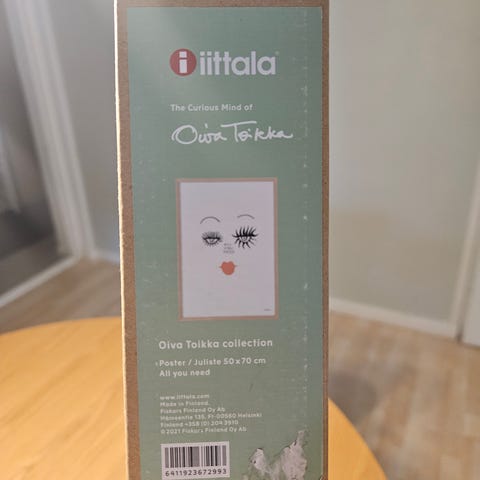 iittala
The Curious Mind of
Oiva Toikka
Oiva Toikka collection
Poster / Juliste 50 x 70 cm
All you need
www.iittala.com
Made in Finland.
Fiskars Finland Oy Ab
Hämeentie 135, FI-00560 Helsinki
Finland +358 (0) 204 3910
© 2021 Fiskars Finland Oy Ab
6411923672993